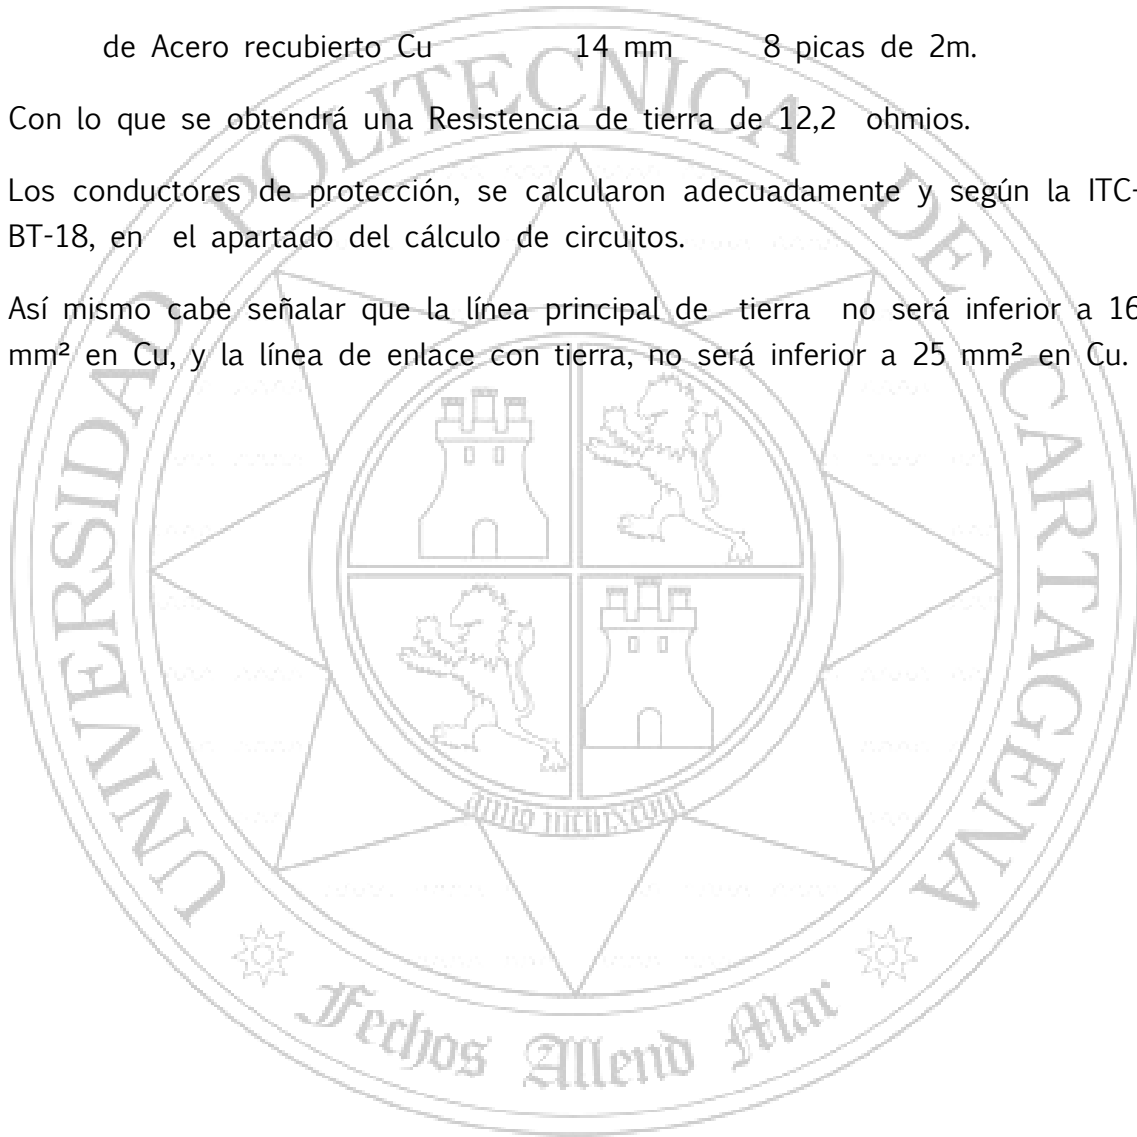 de Acero recubierto Cu 14 mm 8 picas de 2m.
Con lo que se obtendrá una Resistencia de tierra de 12,2 ohmios.
Los conductores de protección, se calcularon adecuadamente y según la ITC-
BT-18, en el apartado del cálculo de circuitos.
Así mismo cabe señalar que la línea principal de tierra no será inferior a 16
mm² en Cu, y la línea de enlace con tierra, no será inferior a 25 mm² en Cu.
UNIVERSIDAD POLITECNICA DE CARTAGENA
Fechos Allend Mar